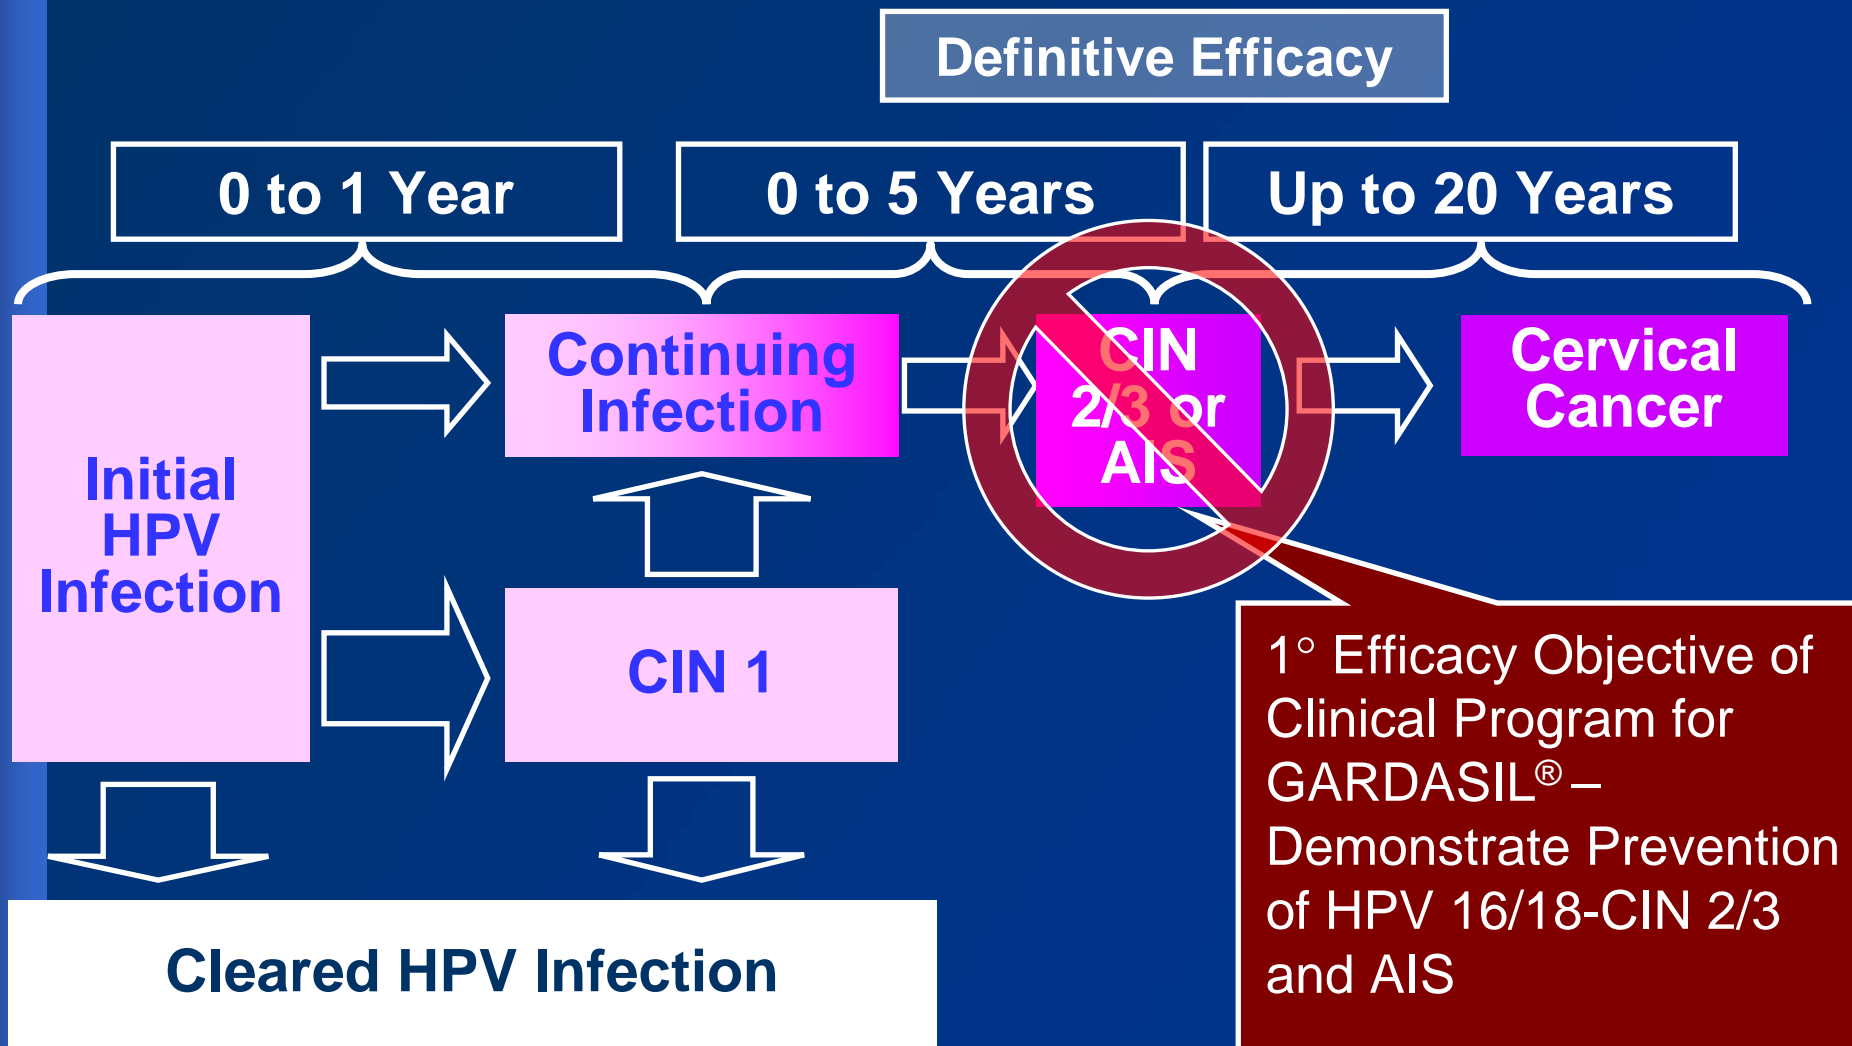 Definitive Efficacy
0 to 1 Year
0 to 5 Years
Up to 20 Years
Initial
HPV
Infection
Continuing
Infection
CIN
2/3 or
AIS
Cervical
Cancer
CIN 1
1° Efficacy Objective of
Clinical Program for
GARDASIL® –
Demonstrate Prevention
of HPV 16/18-CIN 2/3
and AIS
Cleared HPV Infection